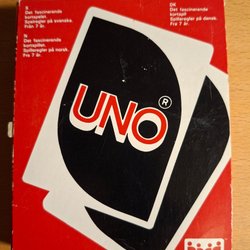 S
Det fascinerande
kortspelet.
Spelregler på svenska.
Från 7 år.
N
Det fascinerende
kortspillet.
Spilleregler på norsk.
Fra 7 år.
DK
Det fascinerende
kortspil.
Spilleregler på dansk.
Fra 7 år.
UNO®